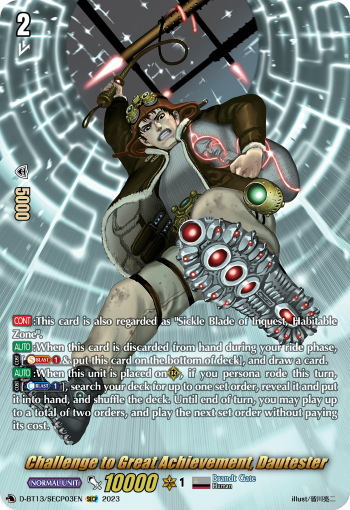 2
5000
CONT:This card is also regarded as "Sickle Blade of Inquest, Habitable
Zone".
AUTO:When this card is discarded from hand during your ride phase,
COST [SOUL BLAST 1 & put this card on the bottom of deck], and draw a card.
AUTO:When this unit is placed on (R), if you persona rode this turn,
COST [COUNTER BLAST 1], search your deck for up to one set order, reveal it and put
it into hand, and shuffle the deck. Until end of turn, you may play up
to a total of two orders, and play the next set order without paying
its cost.
Challenge to Great Achievement, Dautester
NORMAL UNIT 10000 1 Brandt Gate
Human
D-BT13/SECP03EN SECP 2023 illust/皆川亮二